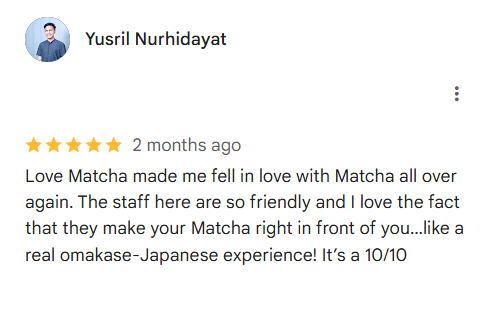 Yusril Nurhidayat
2 months ago
Love Matcha made me fell in love with Matcha all over
again. The staff here are so friendly and I love the fact
that they make your Matcha right in front of you...like a
real omakase-Japanese experience! It’s a 10/10